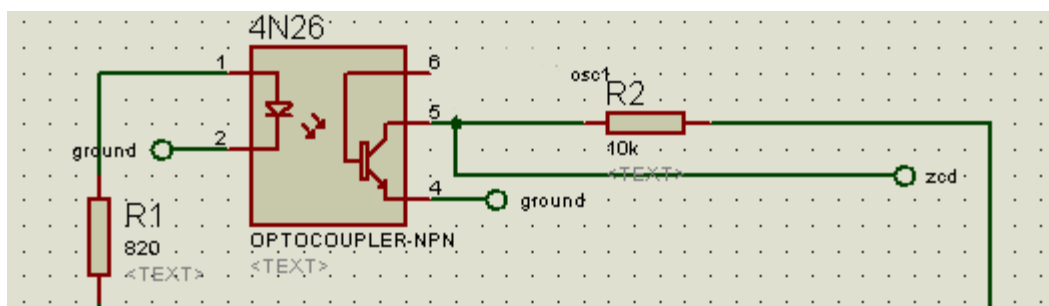 4N26
1
6
osc1
R2
5
2
ground
10k
<TEXT>
zcd
4
ground
R1
820
<TEXT>
OPTOCOUPLER-NPN
<TEXT>